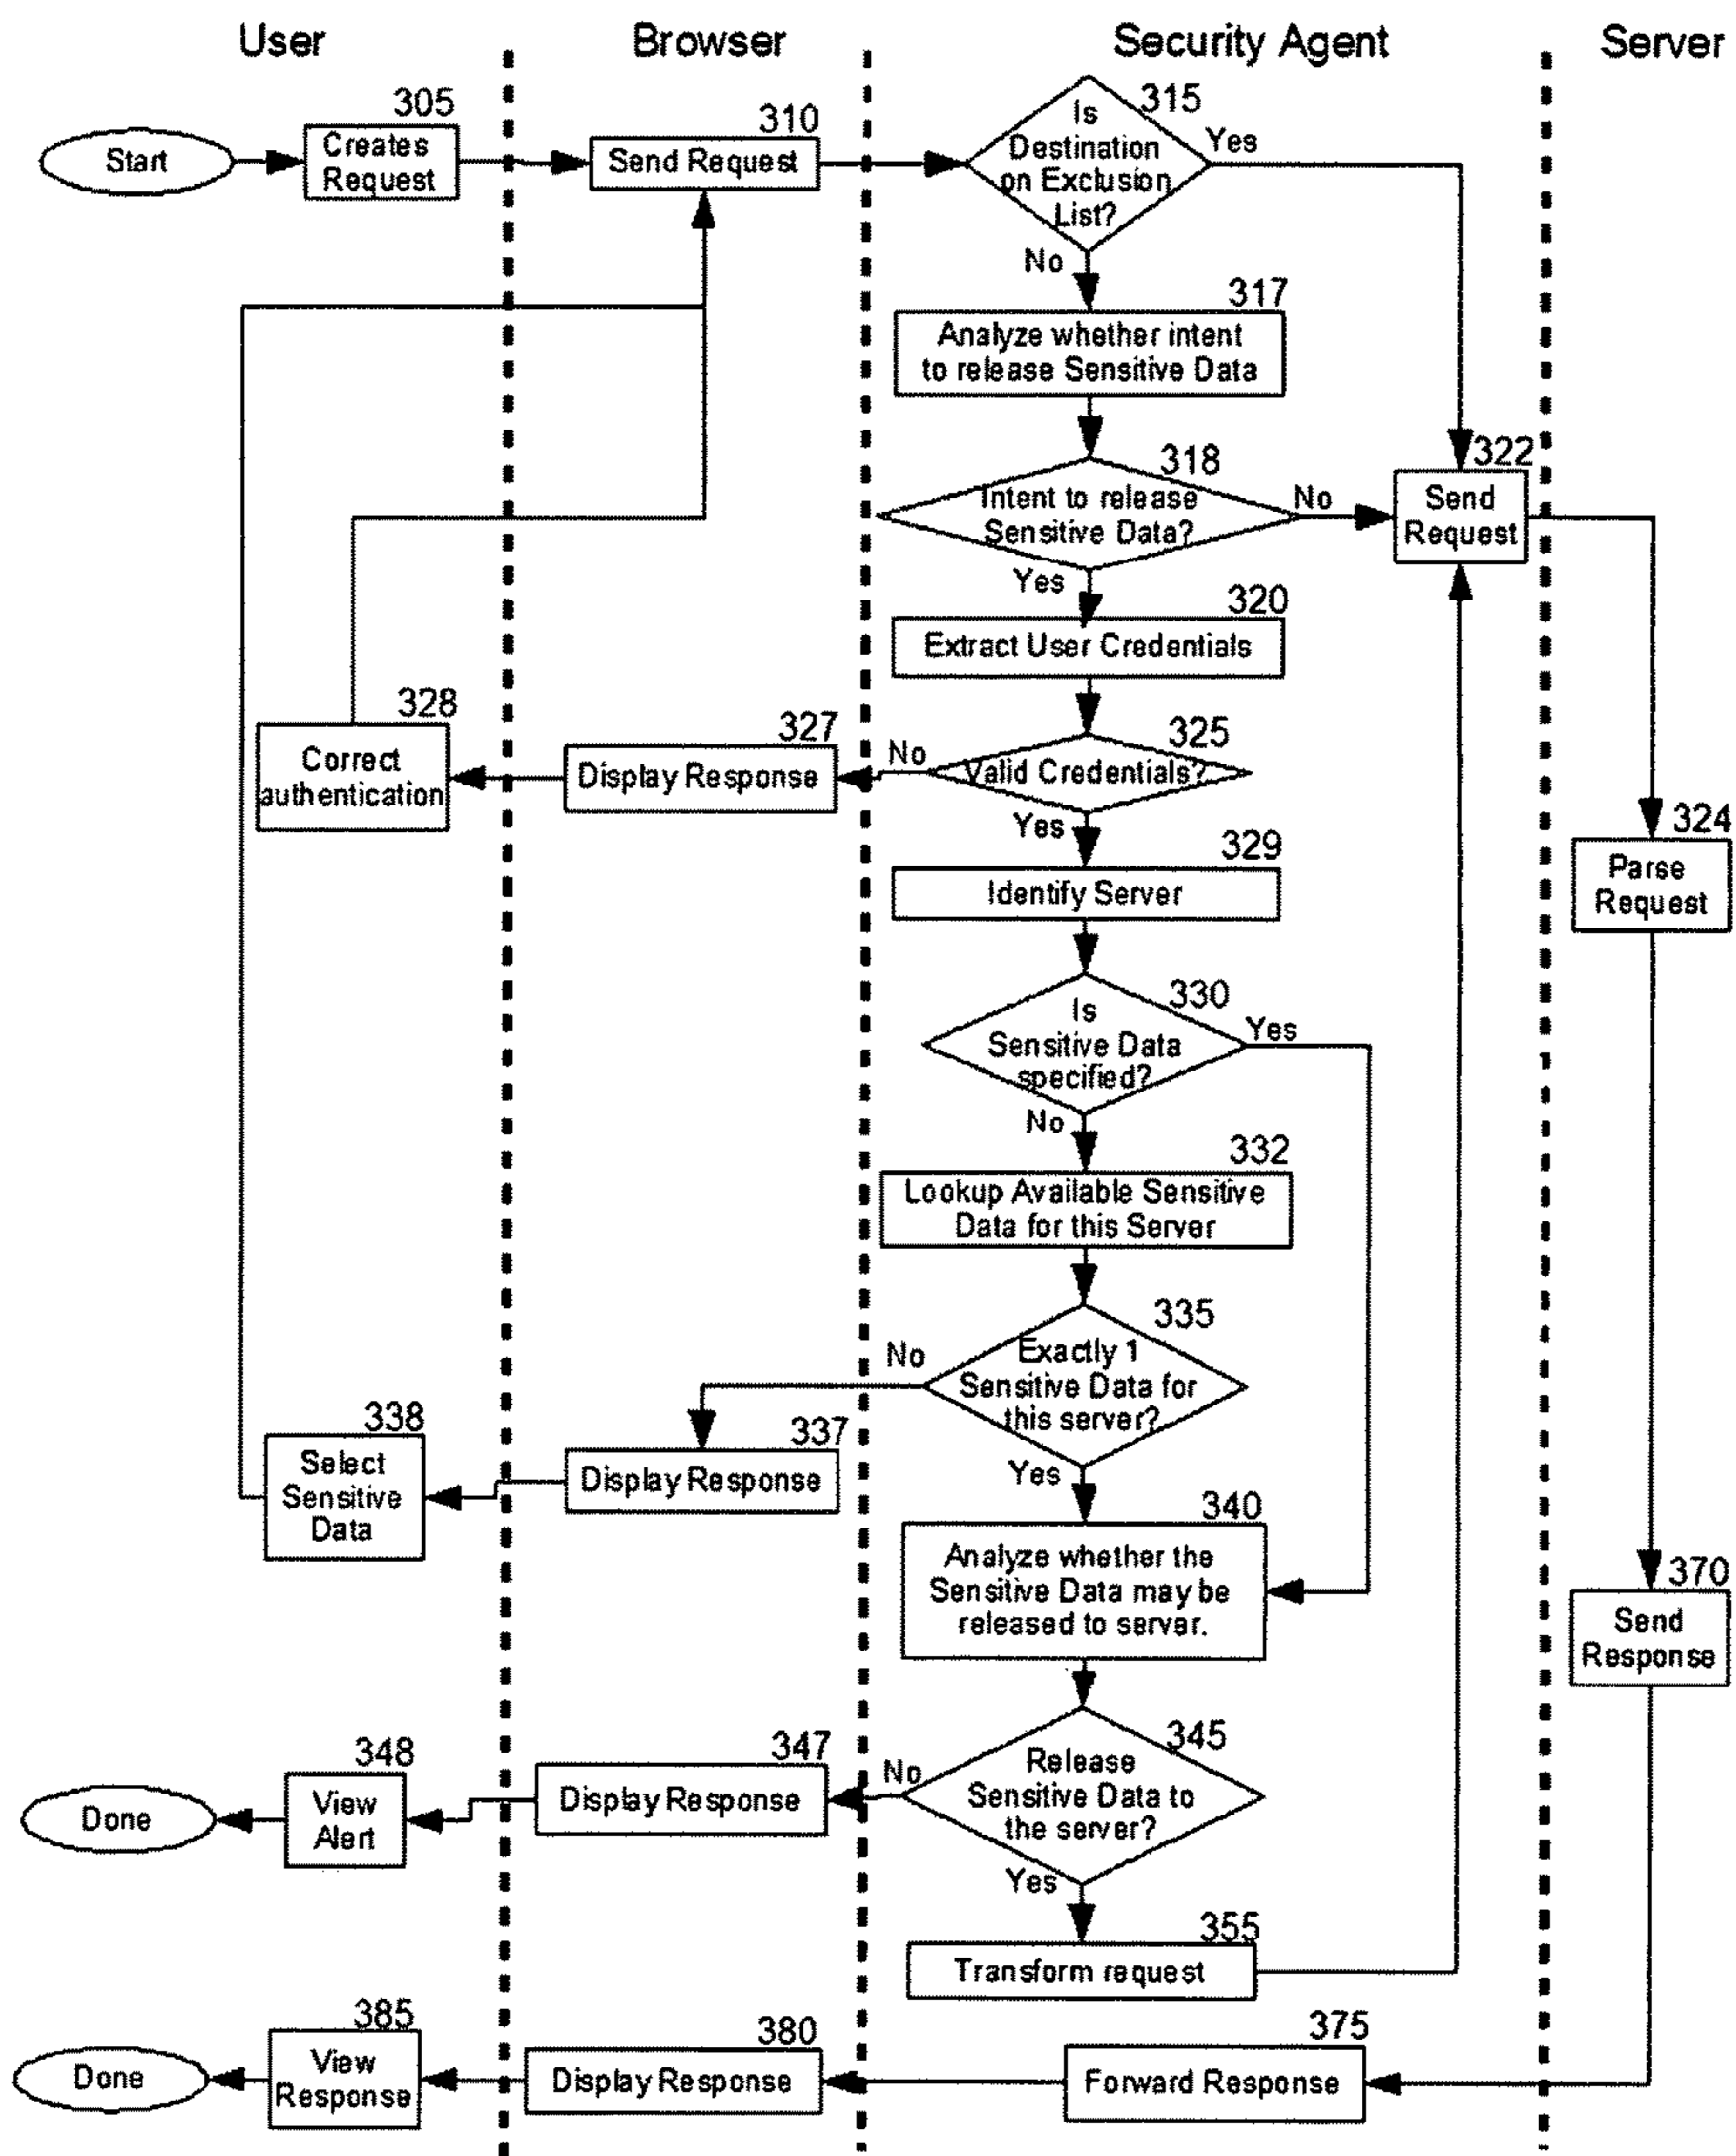 User
Browser
Security Agent
Server
Start
305
Creates
Request
310
Send Request
315
Is
Destination
on Exclusion
List?
Yes
No
317
Analyze whether intent
to release Sensitive Data
318
Intent to release
Sensitive Data?
No
Yes
322
Send
Request
320
Extract User Credentials
325
Valid Credentials?
No
Yes
327
Display Response
328
Correct
authentication
324
Parse
Request
329
Identify Server
330
Is
Sensitive Data
specified?
Yes
No
332
Lookup Available Sensitive
Data for this Server
335
Exactly 1
Sensitive Data for
this server?
No
Yes
337
Display Response
338
Select
Sensitive
Data
340
Analyze whether the
Sensitive Data may be
released to server.
370
Send
Response
345
Release
Sensitive Data to
the server?
No
Yes
347
Display Response
348
View
Alert
Done
355
Transform request
375
Forward Response
380
Display Response
385
View
Response
Done